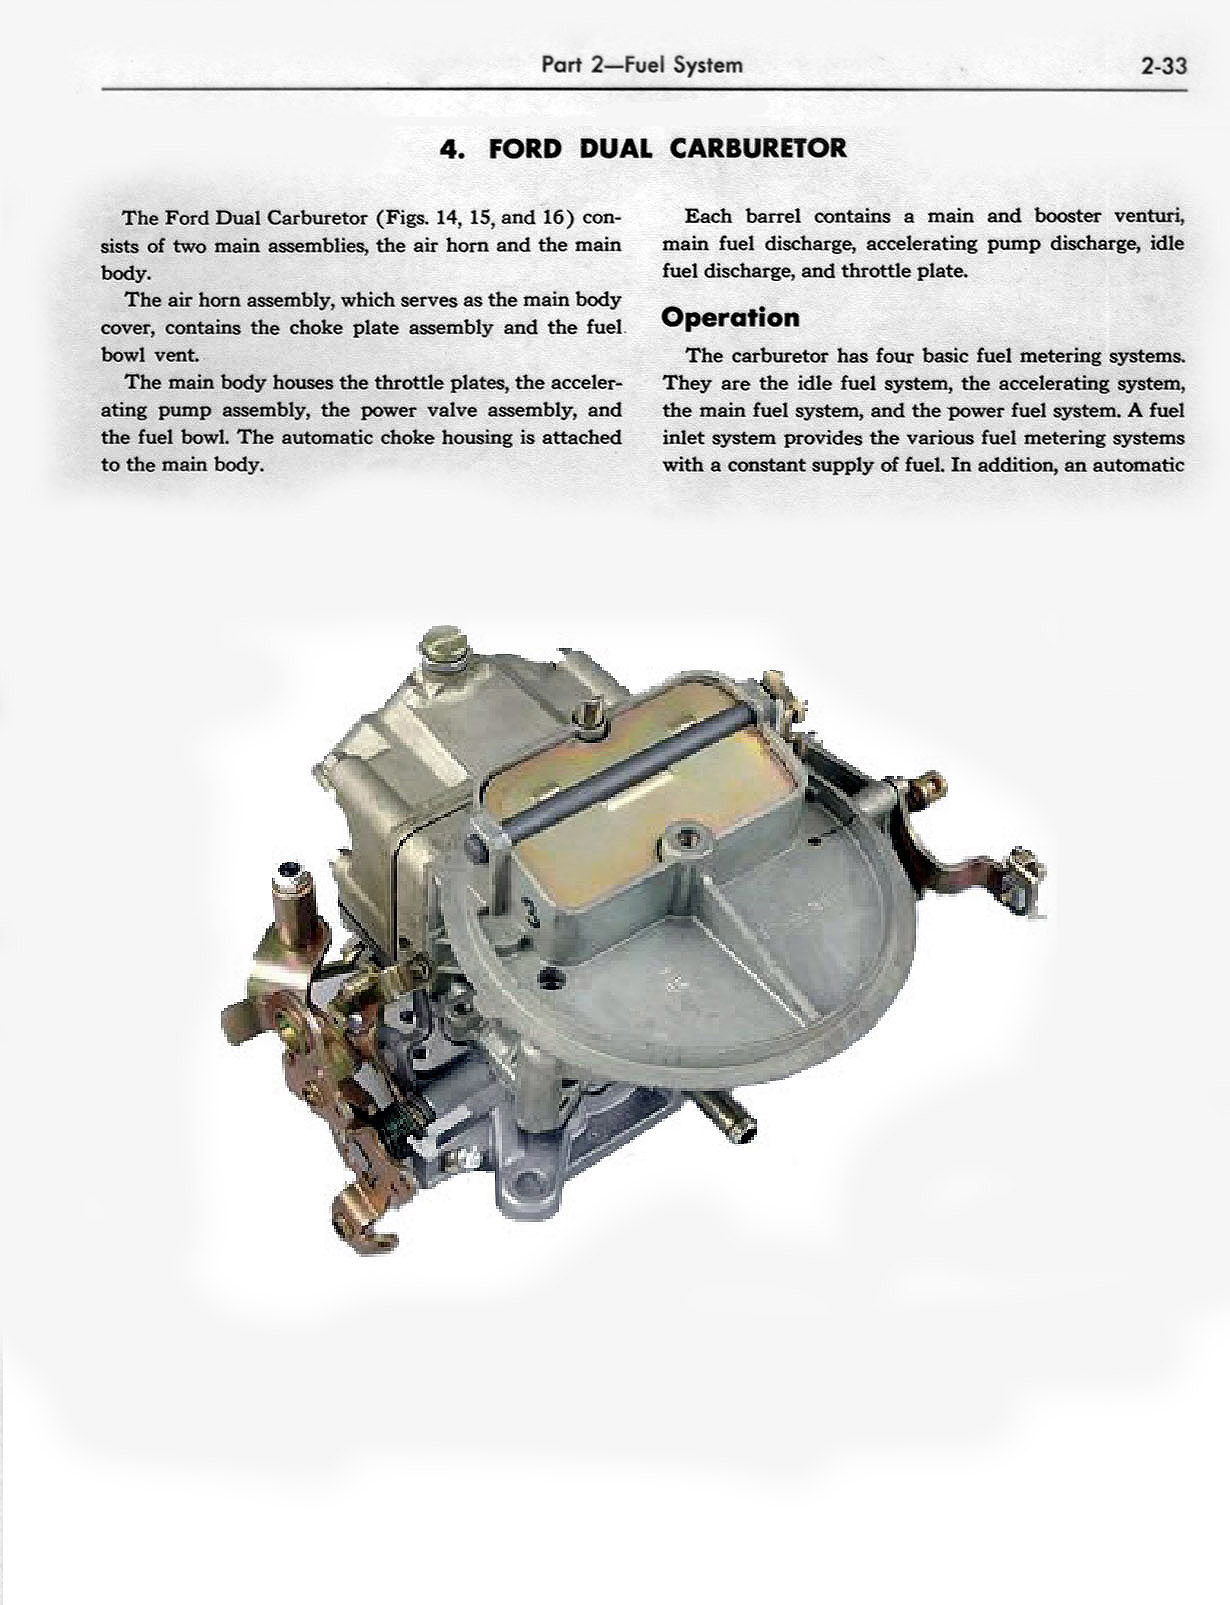 Part 2—Fuel System
2-33
4. FORD DUAL CARBURETOR
The Ford Dual Carburetor (Figs. 14, 15, and 16) con-
sists of two main assemblies, the air horn and the main
body.
The air horn assembly, which serves as the main body
cover, contains the choke plate assembly and the fuel
bowl vent.
The main body houses the throttle plates, the acceler-
ating pump assembly, the power valve assembly, and
the fuel bowl. The automatic choke housing is attached
to the main body.
Each barrel contains a main and booster venturi,
main fuel discharge, accelerating pump discharge, idle
fuel discharge, and throttle plate.
Operation
The carburetor has four basic fuel metering systems.
They are the idle fuel system, the accelerating system,
the main fuel system, and the power fuel system. A fuel
inlet system provides the various fuel metering systems
with a constant supply of fuel. In addition, an automatic